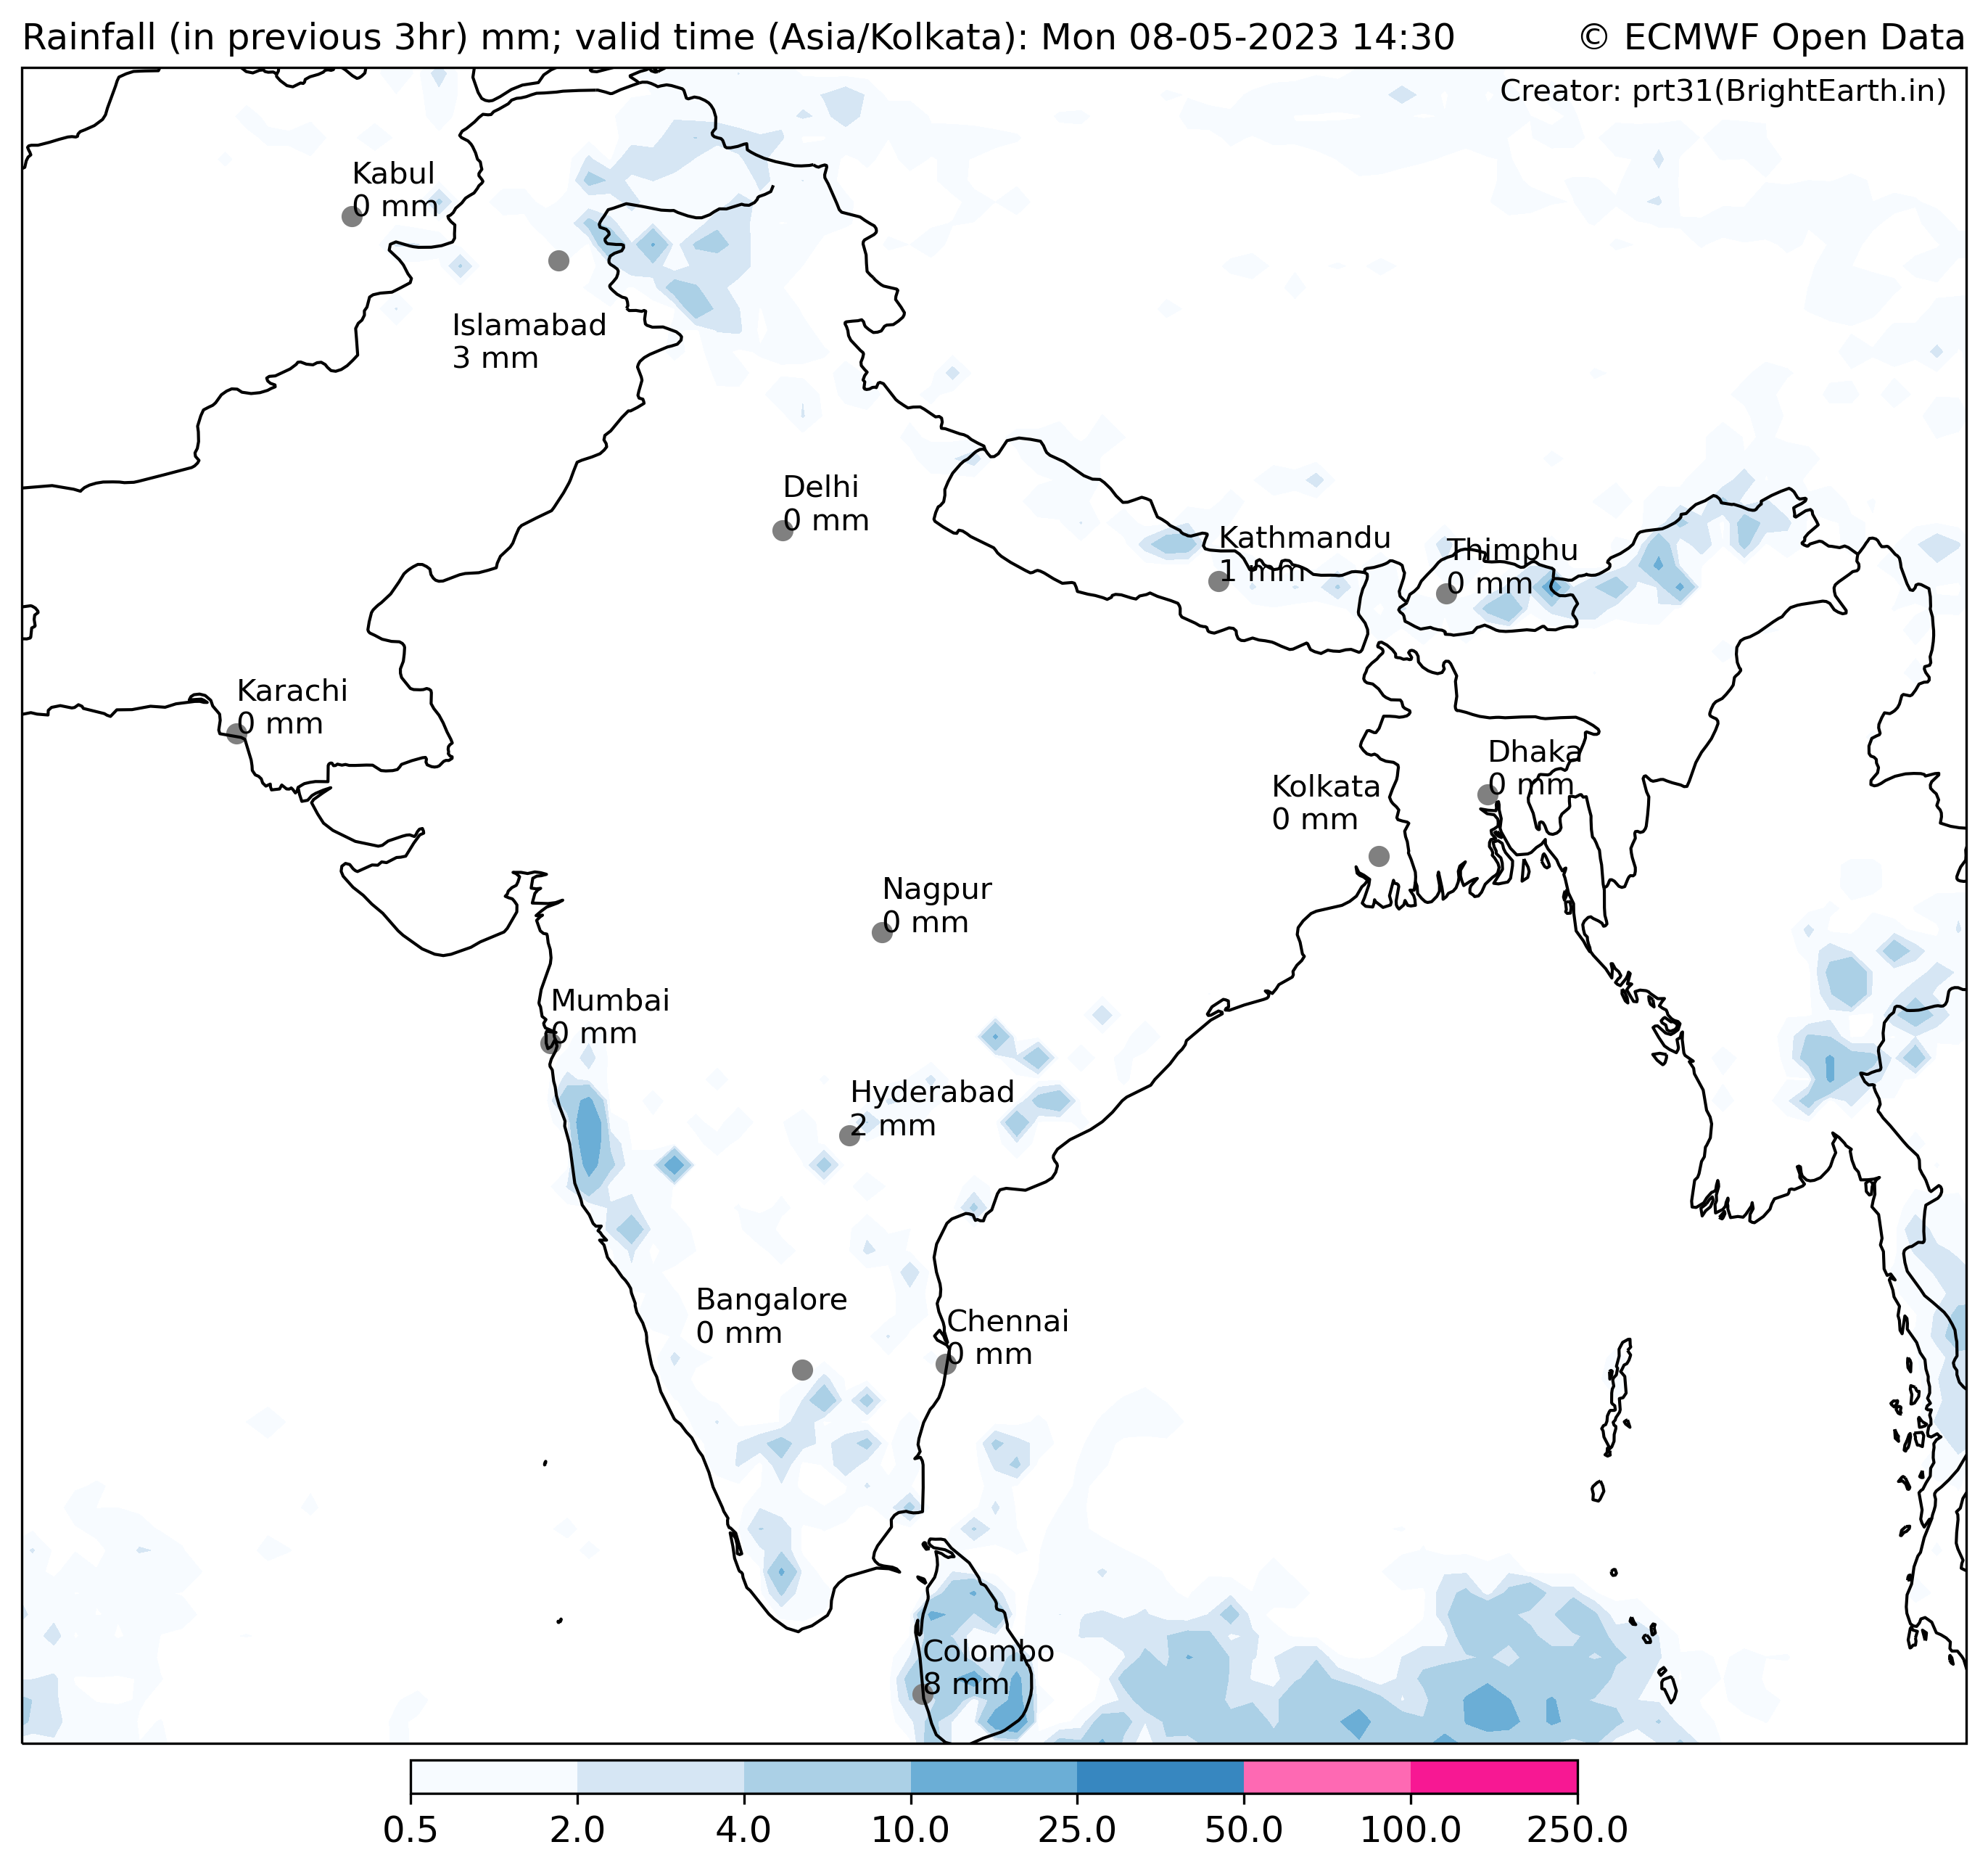 Rainfall (in previous 3hr) mm; valid time (Asia/Kolkata): Mon 08-05-2023 14:30 © ECMWF Open Data
Creator: prt31(BrightEarth.in)
Kabul
0 mm
Islamabad
3 mm
Delhi
0 mm
Kathmandu
1 mm
Thimphu
0 mm
Karachi
0 mm
Dhaka
0 mm
Kolkata
0 mm
Nagpur
0 mm
Mumbai
0 mm
Hyderabad
2 mm
Bangalore
0 mm
Chennai
0 mm
Colombo
8 mm
0.5 2.0 4.0 10.0 25.0 50.0 100.0 250.0